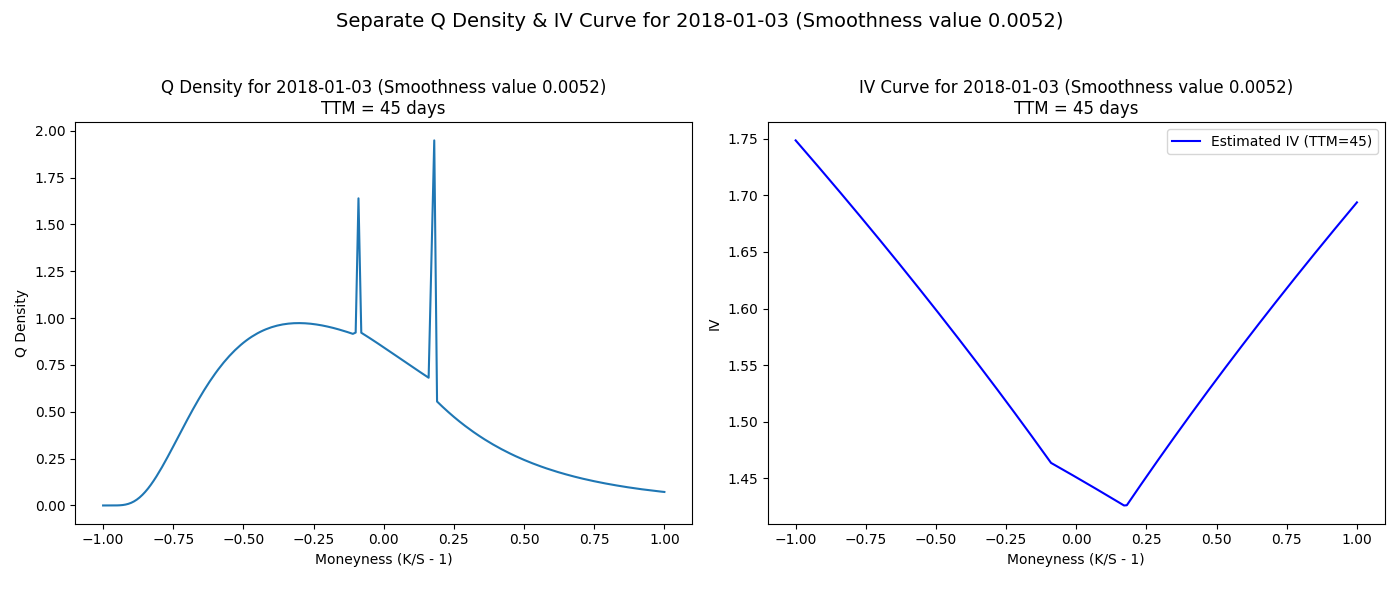 Separate Q Density & IV Curve for 2018-01-03 (Smoothness value 0.0052)
Q Density for 2018-01-03 (Smoothness value 0.0052)
TTM = 45 days
2.00
1.75
1.50
1.25
1.00
0.75
0.50
0.25
0.00
Q Density
−1.00 −0.75 −0.50 −0.25 0.00 0.25 0.50 0.75 1.00
Moneyness (K/S - 1)
IV Curve for 2018-01-03 (Smoothness value 0.0052)
TTM = 45 days
Estimated IV (TTM=45)
1.75
1.70
1.65
1.60
1.55
1.50
1.45
IV
−1.00 −0.75 −0.50 −0.25 0.00 0.25 0.50 0.75 1.00
Moneyness (K/S - 1)